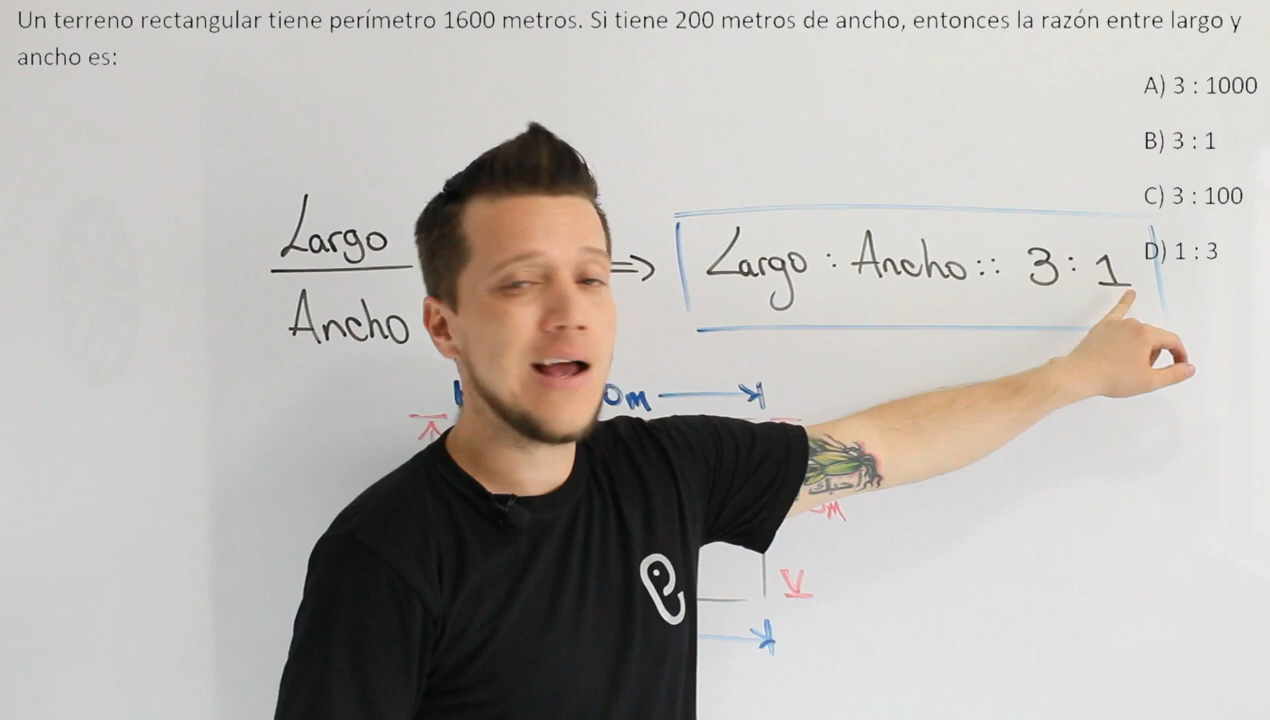 Un terreno rectangular tiene perímetro 1600 metros. Si tiene 200 metros de ancho, entonces la razón entre largo y
ancho es:
A) 3 : 1000
B) 3 : 1
C) 3 : 100
D) 1 : 3
Largo
Ancho
⇒ Largo : Ancho :: 3 : 1
0m
m